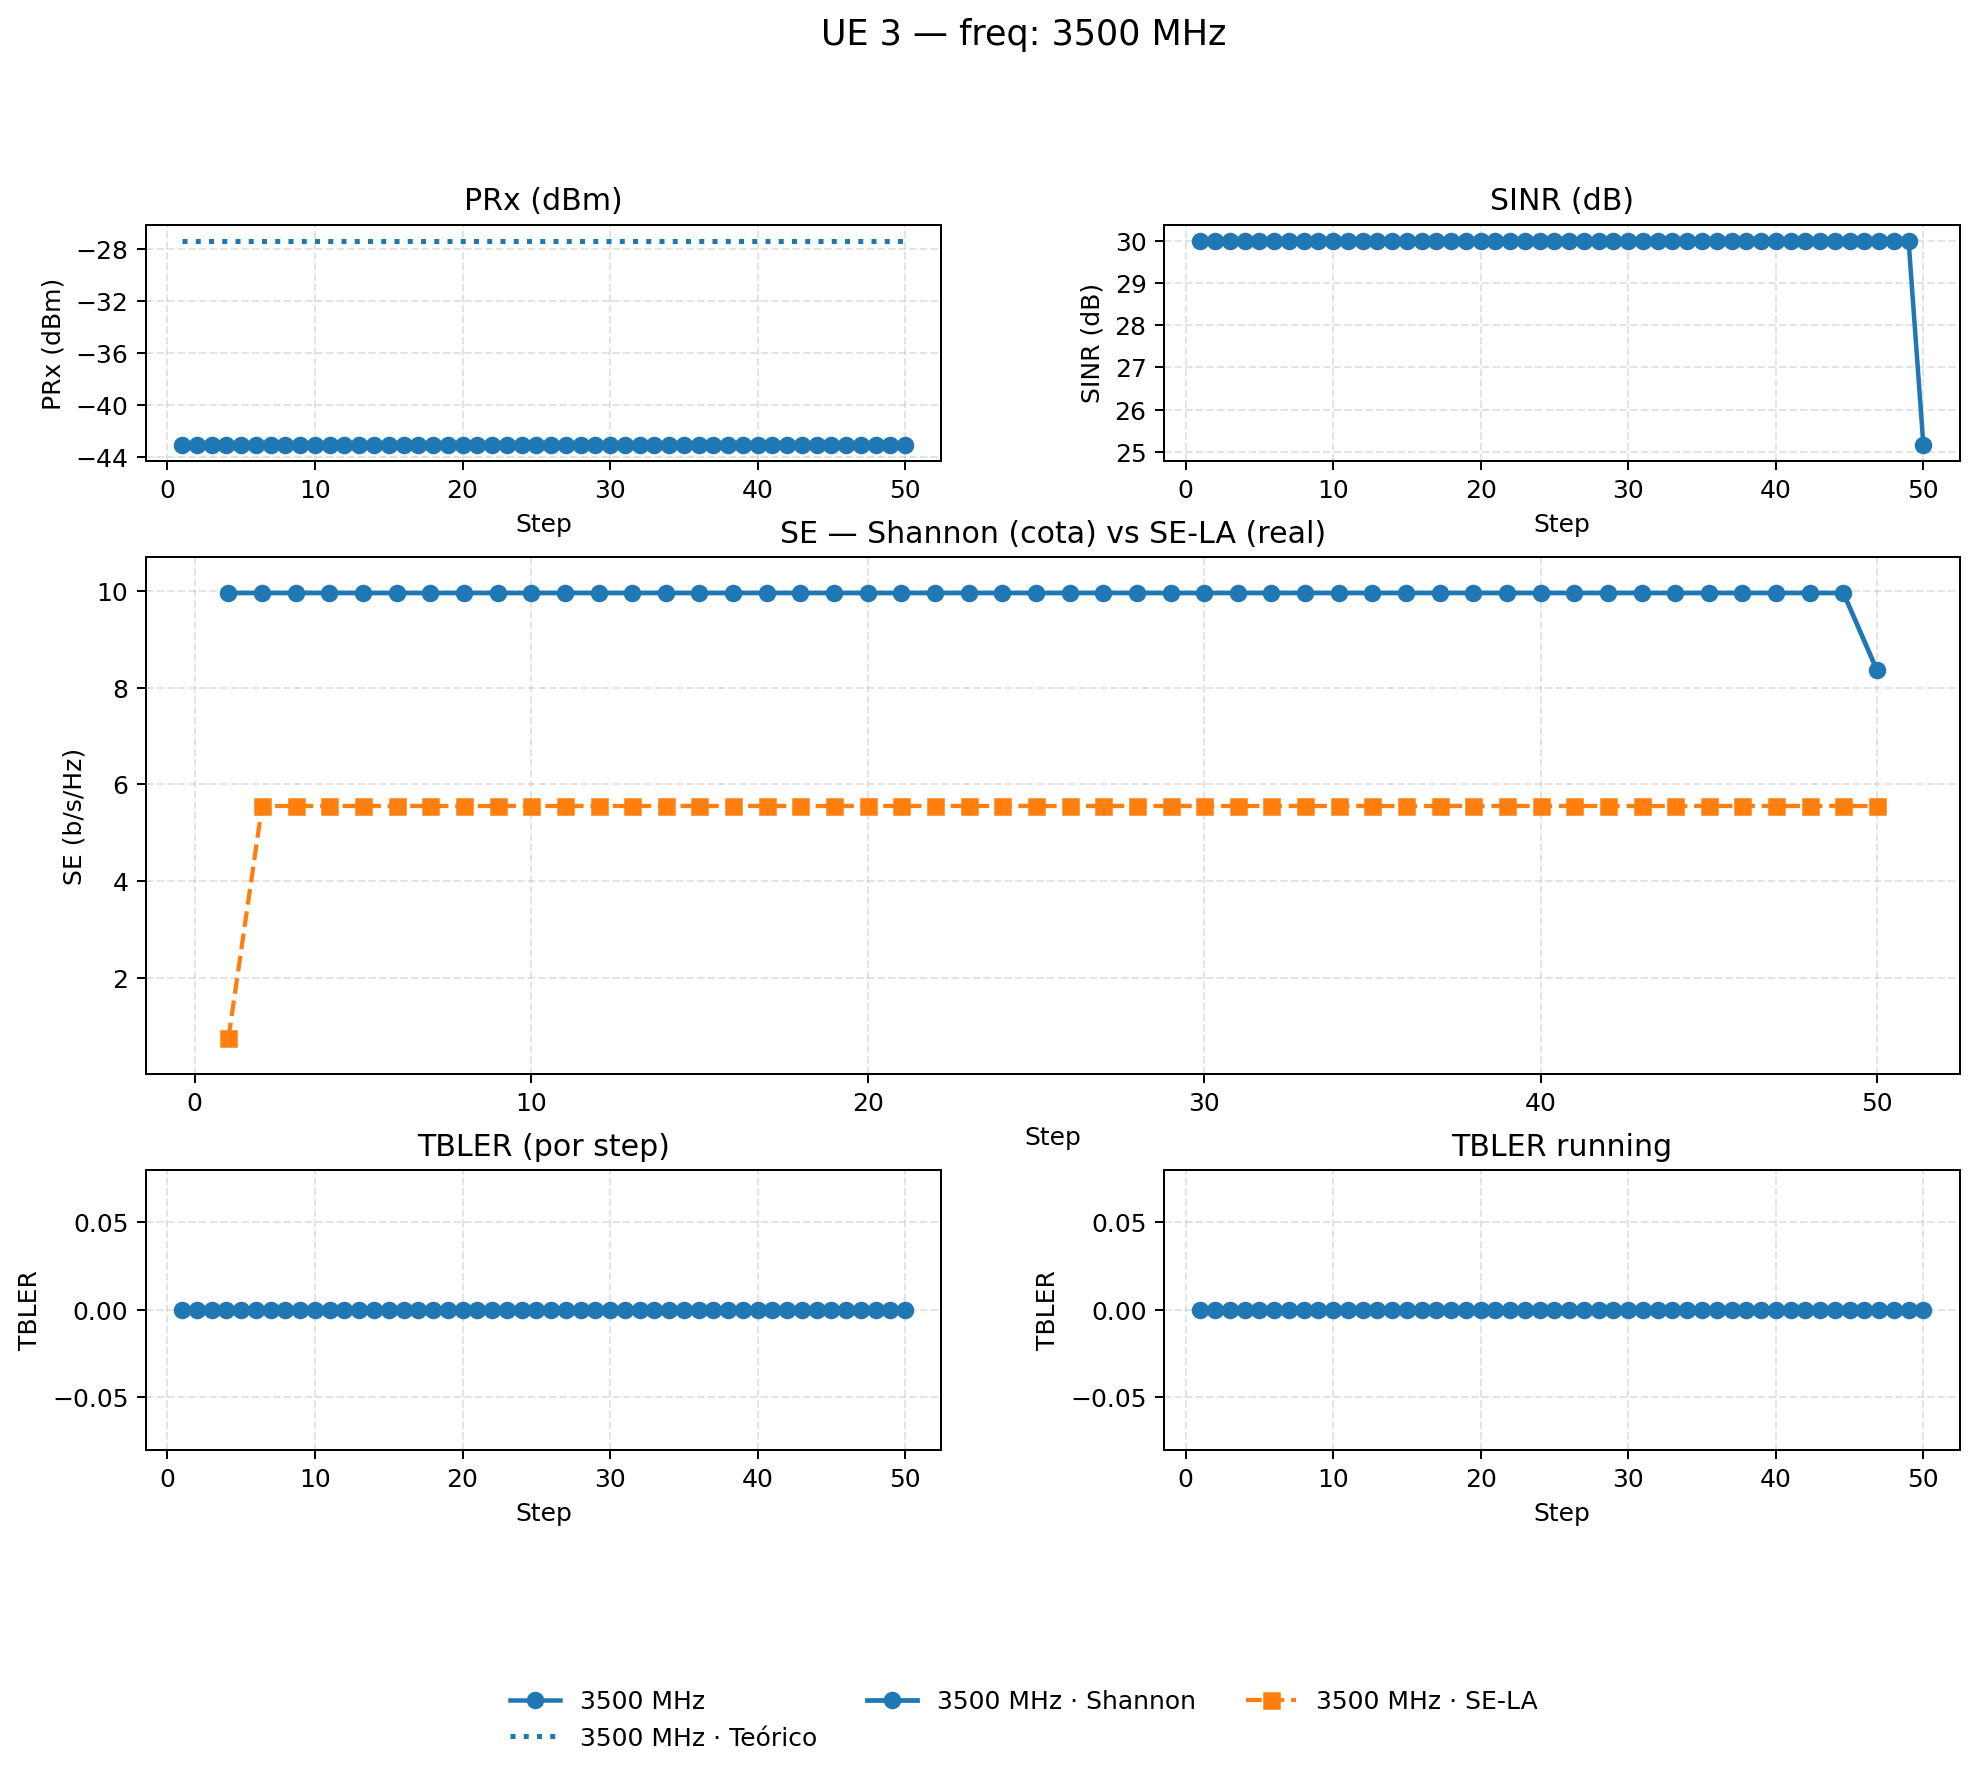 UE 3 — freq: 3500 MHz
PRx (dBm)
PRx (dBm)
−28
−32
−36
−40
−44
0 10 20 30 40 50
Step
SINR (dB)
SINR (dB)
30
29
28
27
26
25
0 10 20 30 40 50
Step
SE — Shannon (cota) vs SE-LA (real)
SE (b/s/Hz)
10
8
6
4
2
0 10 20 30 40 50
Step
TBLER (por step)
TBLER
0.05
0.00
−0.05
0 10 20 30 40 50
Step
TBLER running
TBLER
0.05
0.00
−0.05
0 10 20 30 40 50
Step
3500 MHz
3500 MHz · Teórico
3500 MHz · Shannon
3500 MHz · SE-LA